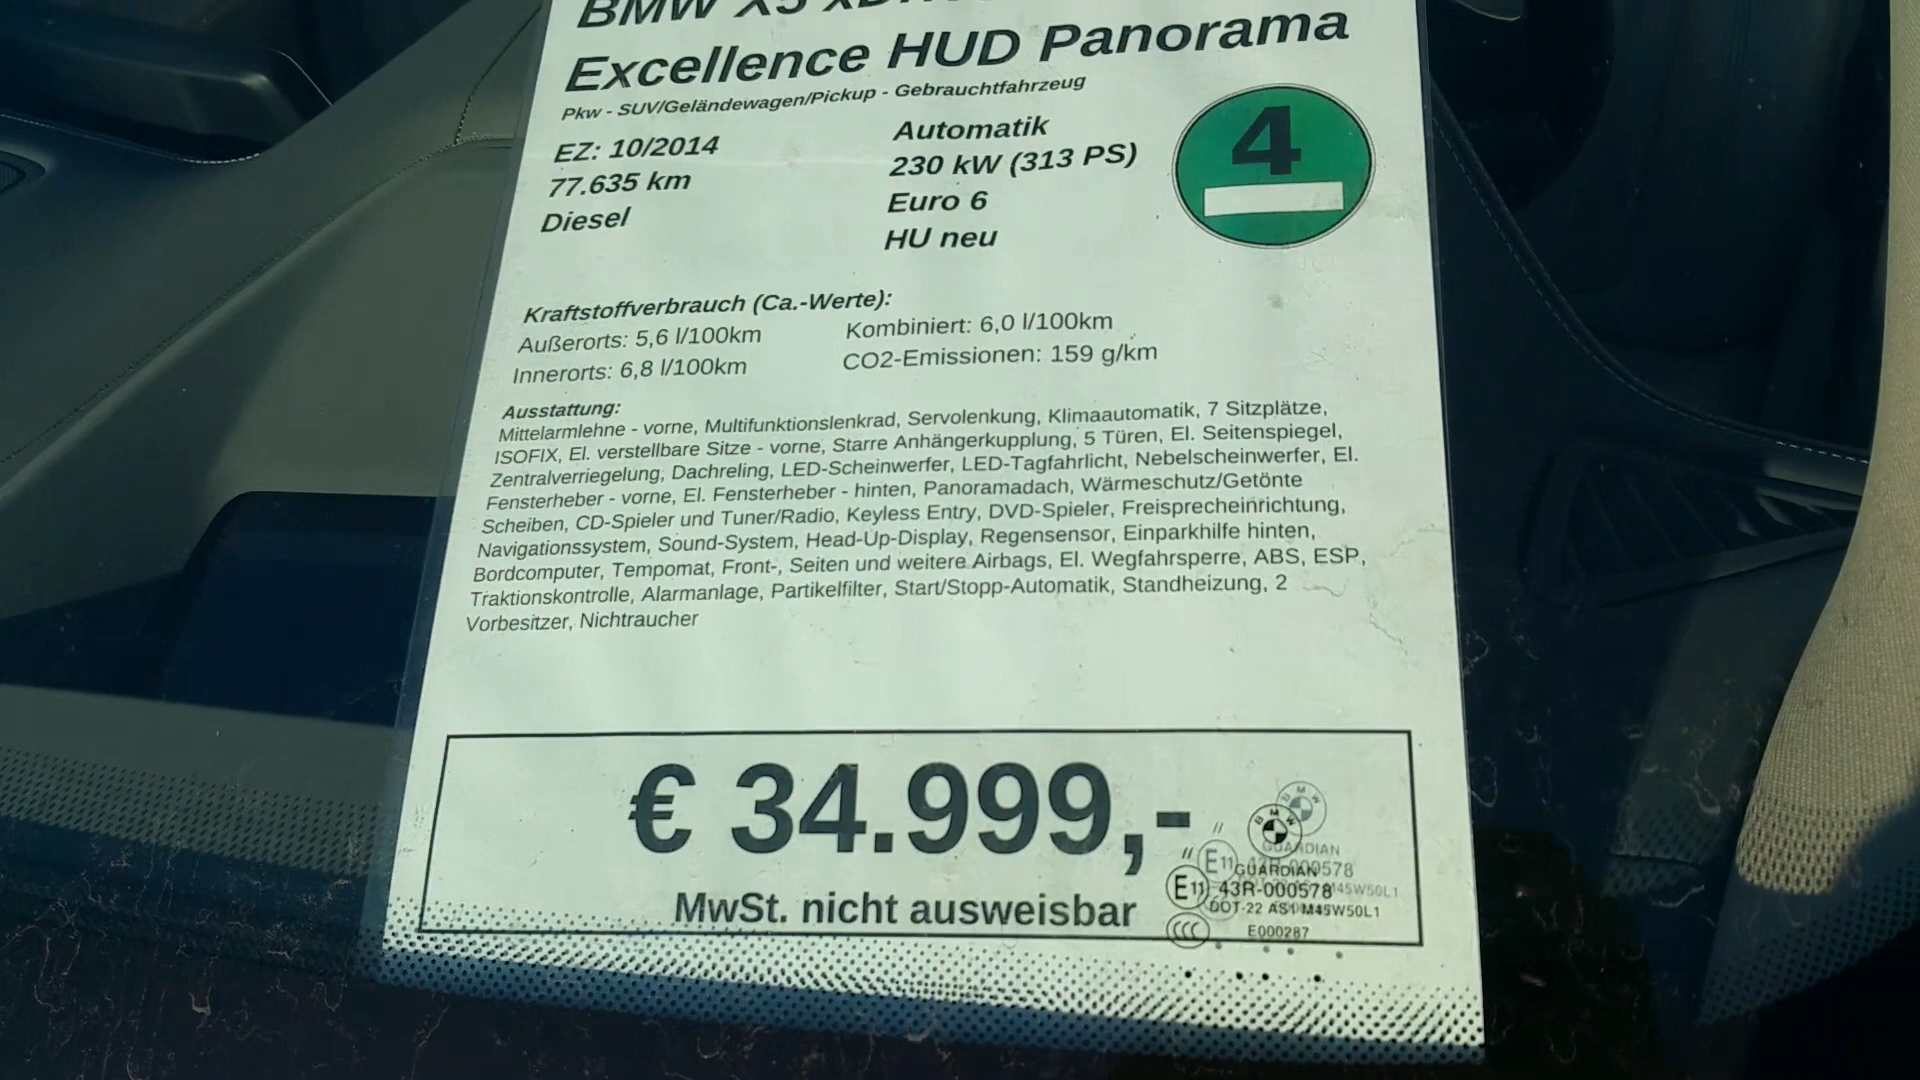 BMW X5
Excellence HUD Panorama
Pkw - SUV/Geländewagen/Pickup - Gebrauchtfahrzeug
EZ: 10/2014
77.635 km
Diesel
Automatik
230 kW (313 PS)
Euro 6
HU neu
4
Kraftstoffverbrauch (Ca.-Werte):
Außerorts: 5,6 l/100km
Innerorts: 6,8 l/100km
Kombiniert: 6,0 l/100km
CO2-Emissionen: 159 g/km
Ausstattung:
Mittelarmlehne - vorne, Multifunktionslenkrad, Servolenkung, Klimaautomatik, 7 Sitzplätze,
ISOFIX, El. verstellbare Sitze - vorne, Starre Anhängerkupplung, 5 Türen, El. Seitenspiegel,
Zentralverriegelung, Dachreling, LED-Scheinwerfer, LED-Tagfahrlicht, Nebelscheinwerfer, El.
Fensterheber - vorne, El. Fensterheber - hinten, Panoramadach, Wärmeschutz/Getönte
Scheiben, CD-Spieler und Tuner/Radio, Keyless Entry, DVD-Spieler, Freisprecheinrichtung,
Navigationssystem, Sound-System, Head-Up-Display, Regensensor, Einparkhilfe hinten,
Bordcomputer, Tempomat, Front-, Seiten und weitere Airbags, El. Wegfahrsperre, ABS, ESP,
Traktionskontrolle, Alarmanlage, Partikelfilter, Start/Stopp-Automatik, Standheizung, 2
Vorbesitzer, Nichtraucher
€ 34.999,-
MwSt. nicht ausweisbar
BMW
GUARDIAN
E11 43R-000578
DOT-22 AS1 M45W50L1
CCC E000287